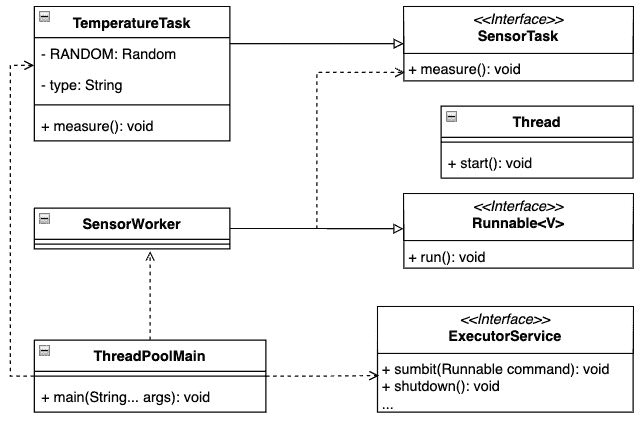 TemperatureTask
- RANDOM: Random
- type: String
+ measure(): void
<<Interface>>
SensorTask
+ measure(): void
Thread
+ start(): void
SensorWorker
<<Interface>>
Runnable<V>
+ run(): void
ThreadPoolMain
+ main(String... args): void
<<Interface>>
ExecutorService
+ sumbit(Runnable command): void
+ shutdown(): void
...